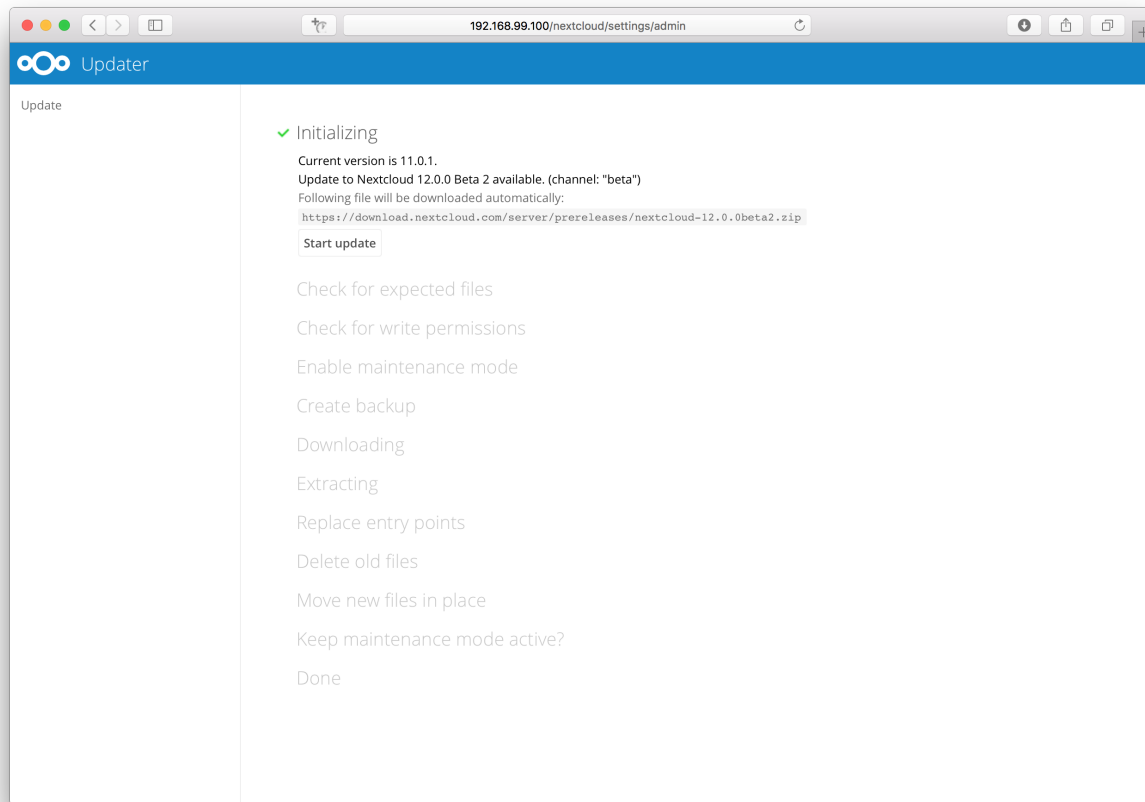 192.168.99.100/nextcloud/settings/admin
Updater
Update
Initializing
Current version is 11.0.1.
Update to Nextcloud 12.0.0 Beta 2 available. (channel: "beta")
Following file will be downloaded automatically:
https://download.nextcloud.com/server/prereleases/nextcloud-12.0.0beta2.zip
Start update
Check for expected files
Check for write permissions
Enable maintenance mode
Create backup
Downloading
Extracting
Replace entry points
Delete old files
Move new files in place
Keep maintenance mode active?
Done